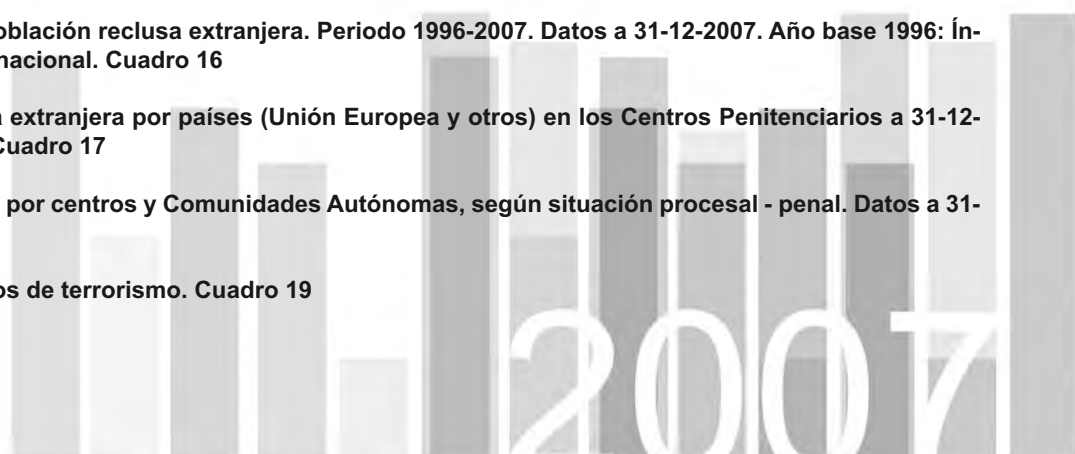 oblación reclusa extranjera. Periodo 1996-2007. Datos a 31-12-2007. Año base 1996: Ín-
nacional. Cuadro 16
a extranjera por países (Unión Europea y otros) en los Centros Penitenciarios a 31-12-
Cuadro 17
por centros y Comunidades Autónomas, según situación procesal - penal. Datos a 31-
os de terrorismo. Cuadro 19
2007